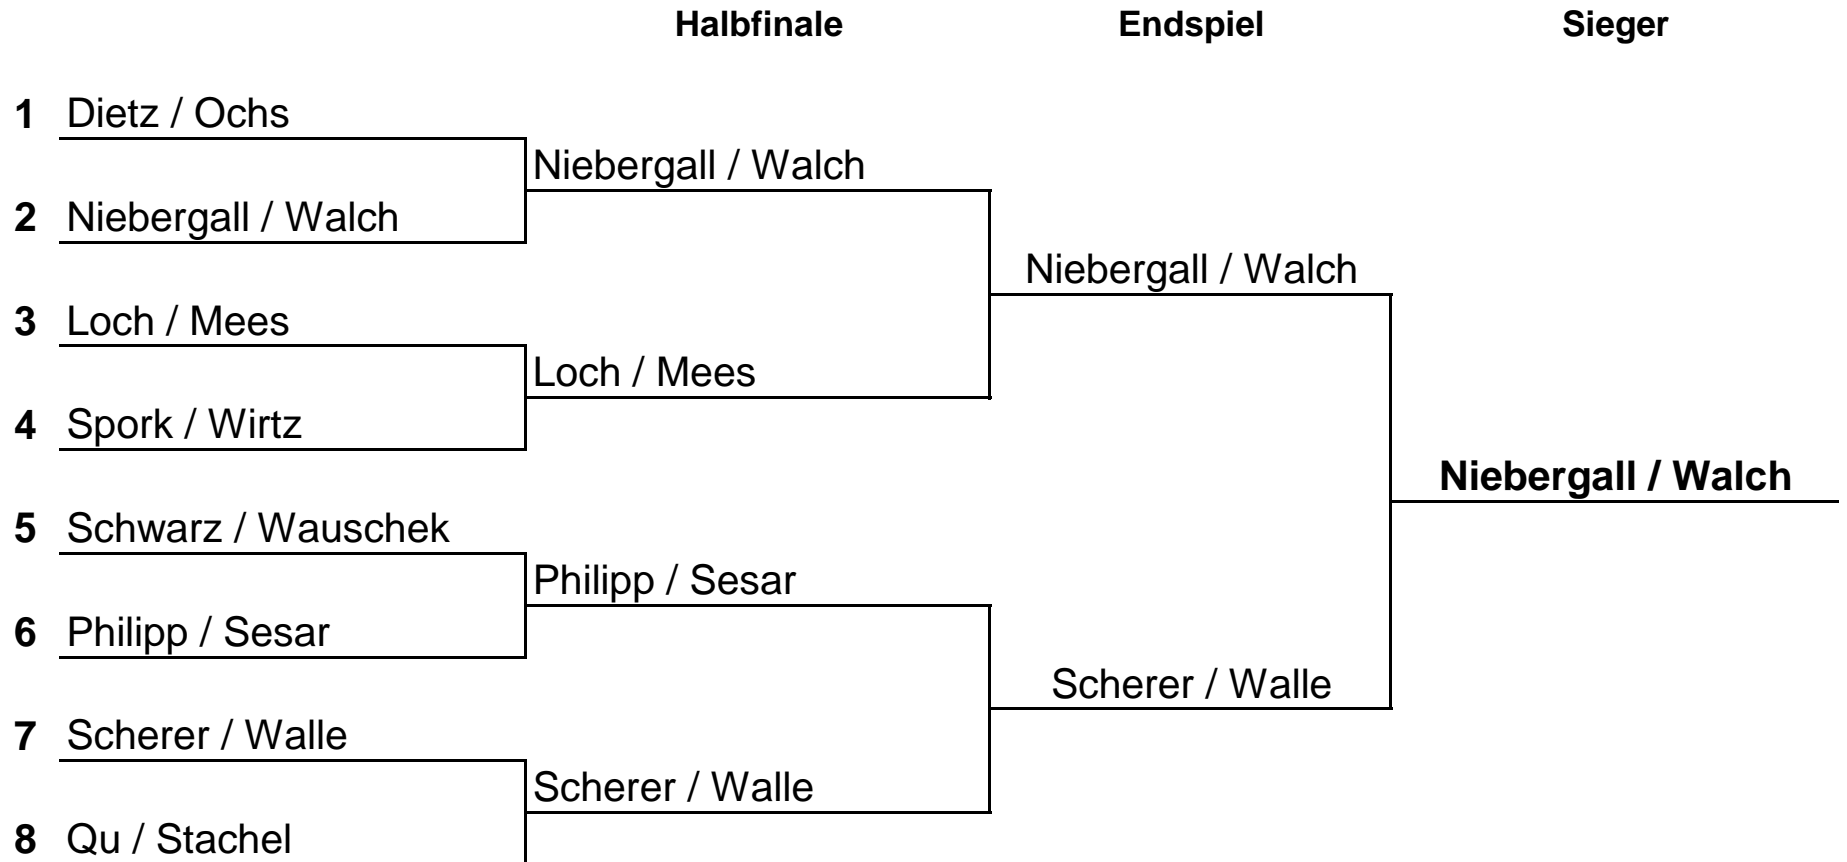 Halbfinale Endspiel Sieger
1 Dietz / Ochs
Niebergall / Walch
2 Niebergall / Walch
Niebergall / Walch
3 Loch / Mees
Loch / Mees
4 Spork / Wirtz
Niebergall / Walch
5 Schwarz / Wauschek
Philipp / Sesar
6 Philipp / Sesar
Scherer / Walle
7 Scherer / Walle
Scherer / Walle
8 Qu / Stachel